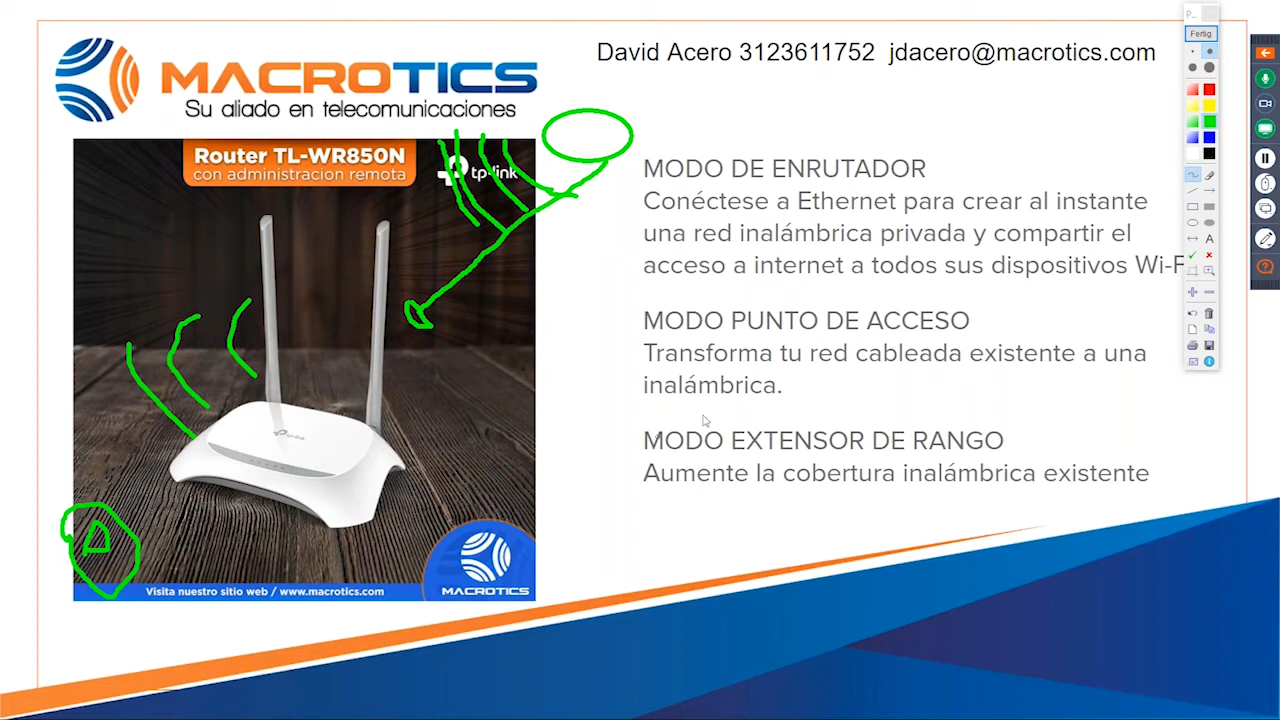 MACROTICS
Su aliado en telecomunicaciones
David Acero 3123611752 jdacero@macrotics.com
Router TL-WR850N
con administracion remota
tp-link
tp-link
Visita nuestro sitio web / www.macrotics.com
MACROTICS
MODO DE ENRUTADOR
Conéctese a Ethernet para crear al instante
una red inalámbrica privada y compartir el
acceso a internet a todos sus dispositivos Wi-F
MODO PUNTO DE ACCESO
Transforma tu red cableada existente a una
inalámbrica.
MODO EXTENSOR DE RANGO
Aumente la cobertura inalámbrica existente
P...
Fertig
A